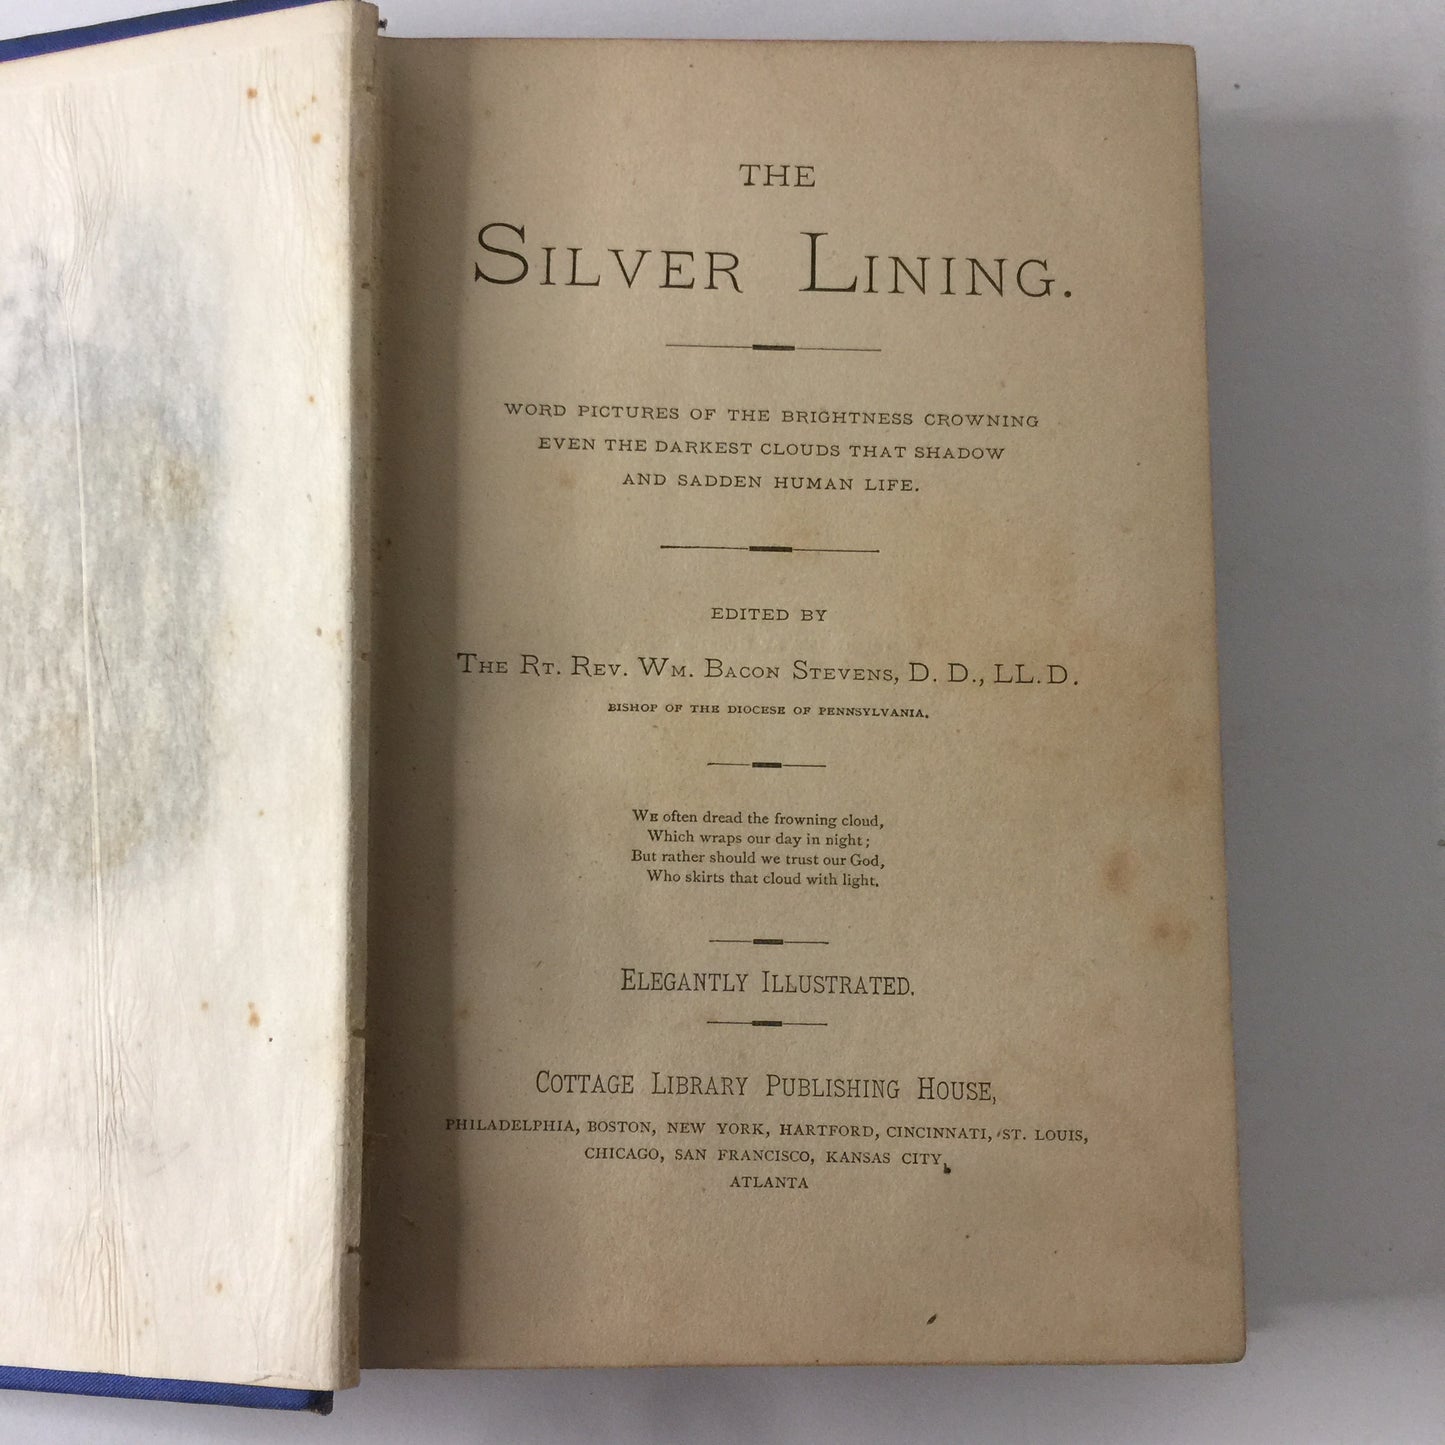 THE
SILVER LINING.
WORD PICTURES OF THE BRIGHTNESS CROWNING
EVEN THE DARKEST CLOUDS THAT SHADOW
AND SADDEN HUMAN LIFE.
EDITED BY
THE RT. REV. WM. BACON STEVENS, D. D., LL. D.
BISHOP OF THE DIOCESE OF PENNSYLVANIA.
WE often dread the frowning cloud,
Which wraps our day in night;
But rather should we trust our God,
Who skirts that cloud with light.
ELEGANTLY ILLUSTRATED.
COTTAGE LIBRARY PUBLISHING HOUSE,
PHILADELPHIA, BOSTON, NEW YORK, HARTFORD, CINCINNATI, ST. LOUIS,
CHICAGO, SAN FRANCISCO, KANSAS CITY,
ATLANTA